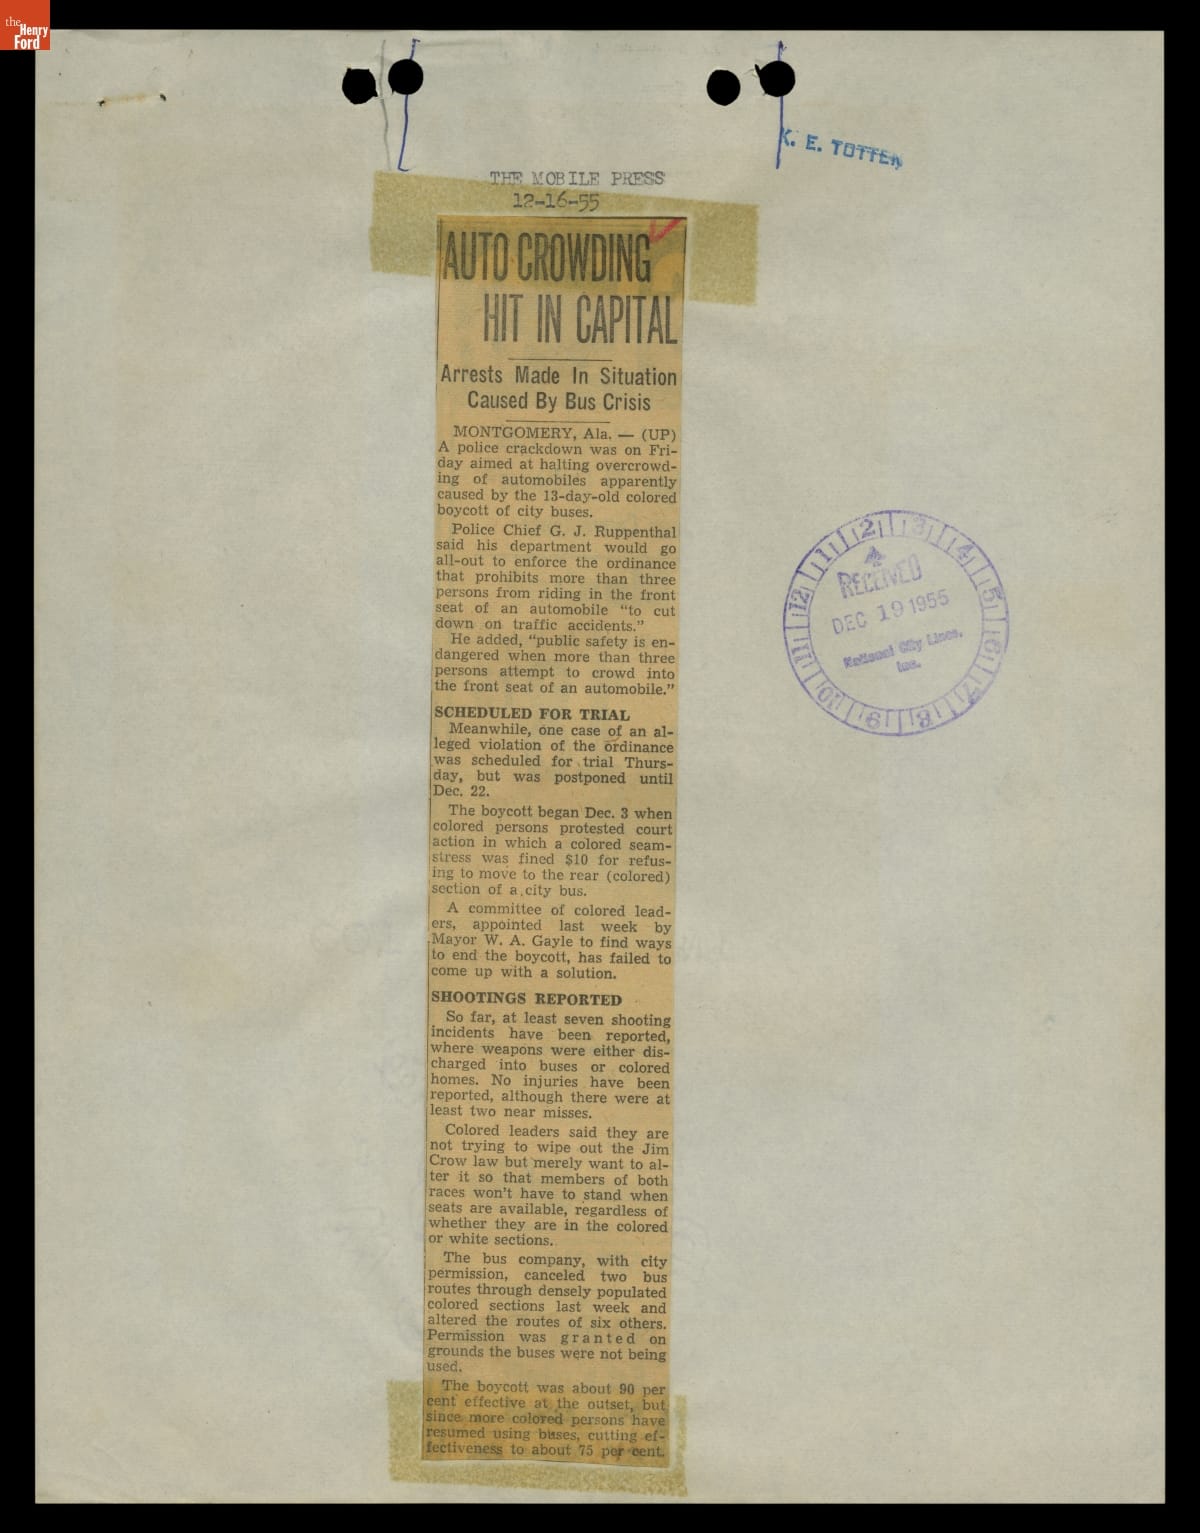 the
Henry
Ford
K. E. TOTTEN
THE MOBILE PRESS
12-16-55
AUTO CROWDING
HIT IN CAPITAL
Arrests Made In Situation
Caused By Bus Crisis
MONTGOMERY, Ala. — (UP)
A police crackdown was on Fri-
day aimed at halting overcrowd-
ing of automobiles apparently
caused by the 13-day-old colored
boycott of city buses.
Police Chief G. J. Ruppenthal
said his department would go
all-out to enforce the ordinance
that prohibits more than three
persons from riding in the front
seat of an automobile “to cut
down on traffic accidents.”
He added, “public safety is en-
dangered when more than three
persons attempt to crowd into
the front seat of an automobile.”
SCHEDULED FOR TRIAL
Meanwhile, one case of an al-
leged violation of the ordinance
was scheduled for trial Thurs-
day, but was postponed until
Dec. 22.
The boycott began Dec. 3 when
colored persons protested court
action in which a colored seam-
stress was fined $10 for refus-
ing to move to the rear (colored)
section of a city bus.
A committee of colored lead-
ers, appointed last week by
Mayor W. A. Gayle to find ways
to end the boycott, has failed to
come up with a solution.
SHOOTINGS REPORTED
So far, at least seven shooting
incidents have been reported,
where weapons were either dis-
charged into buses or colored
homes. No injuries have been
reported, although there were at
least two near misses.
Colored leaders said they are
not trying to wipe out the Jim
Crow law but merely want to al-
ter it so that members of both
races won't have to stand when
seats are available, regardless of
whether they are in the colored
or white sections.
The bus company, with city
permission, canceled two bus
routes through densely populated
colored sections last week and
altered the routes of six others.
Permission was granted on
grounds the buses were not being
used.
The boycott was about 90 per
cent effective at the outset, but
since more colored persons have
resumed using buses, cutting ef-
fectiveness to about 75 per cent.
12 1 2 3 4 5 6 7 8 9 10 11
RECEIVED
DEC 19 1955
National City Lines,
Inc.